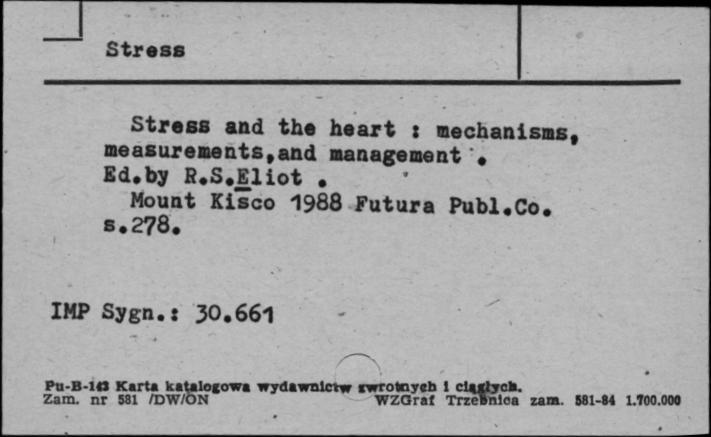 Stress
Stress and the heart : mechanisms,
measurements,and management .
Ed.by R.S.Eliot .
Mount Kisco 1988 Futura Publ.Co.
s.278.
IMP Sygn.: 30.661
Pu-B-143 Karta katalogowa wydawnictw zwrotnych i ciągłych.
Zam. nr 581 /DW/ÓN WZGraf Trzebnica zam. 581-84 1.700.000